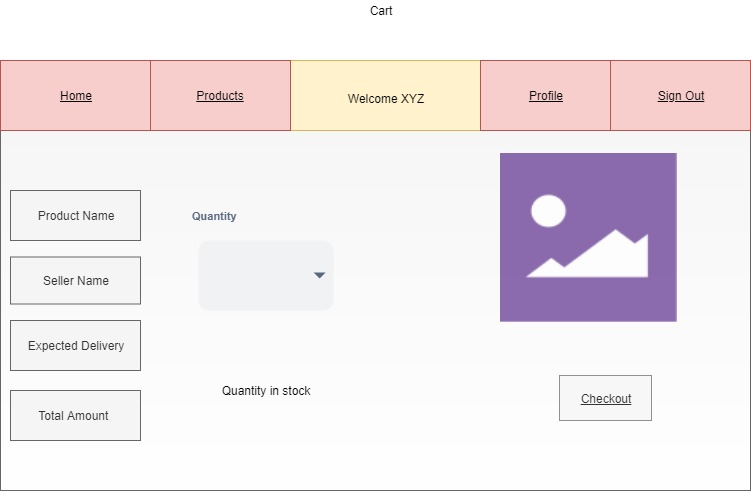 Cart
Home
Products
Welcome XYZ
Profile
Sign Out
Product Name
Quantity
Seller Name
Expected Delivery
Quantity in stock
Checkout
Total Amount